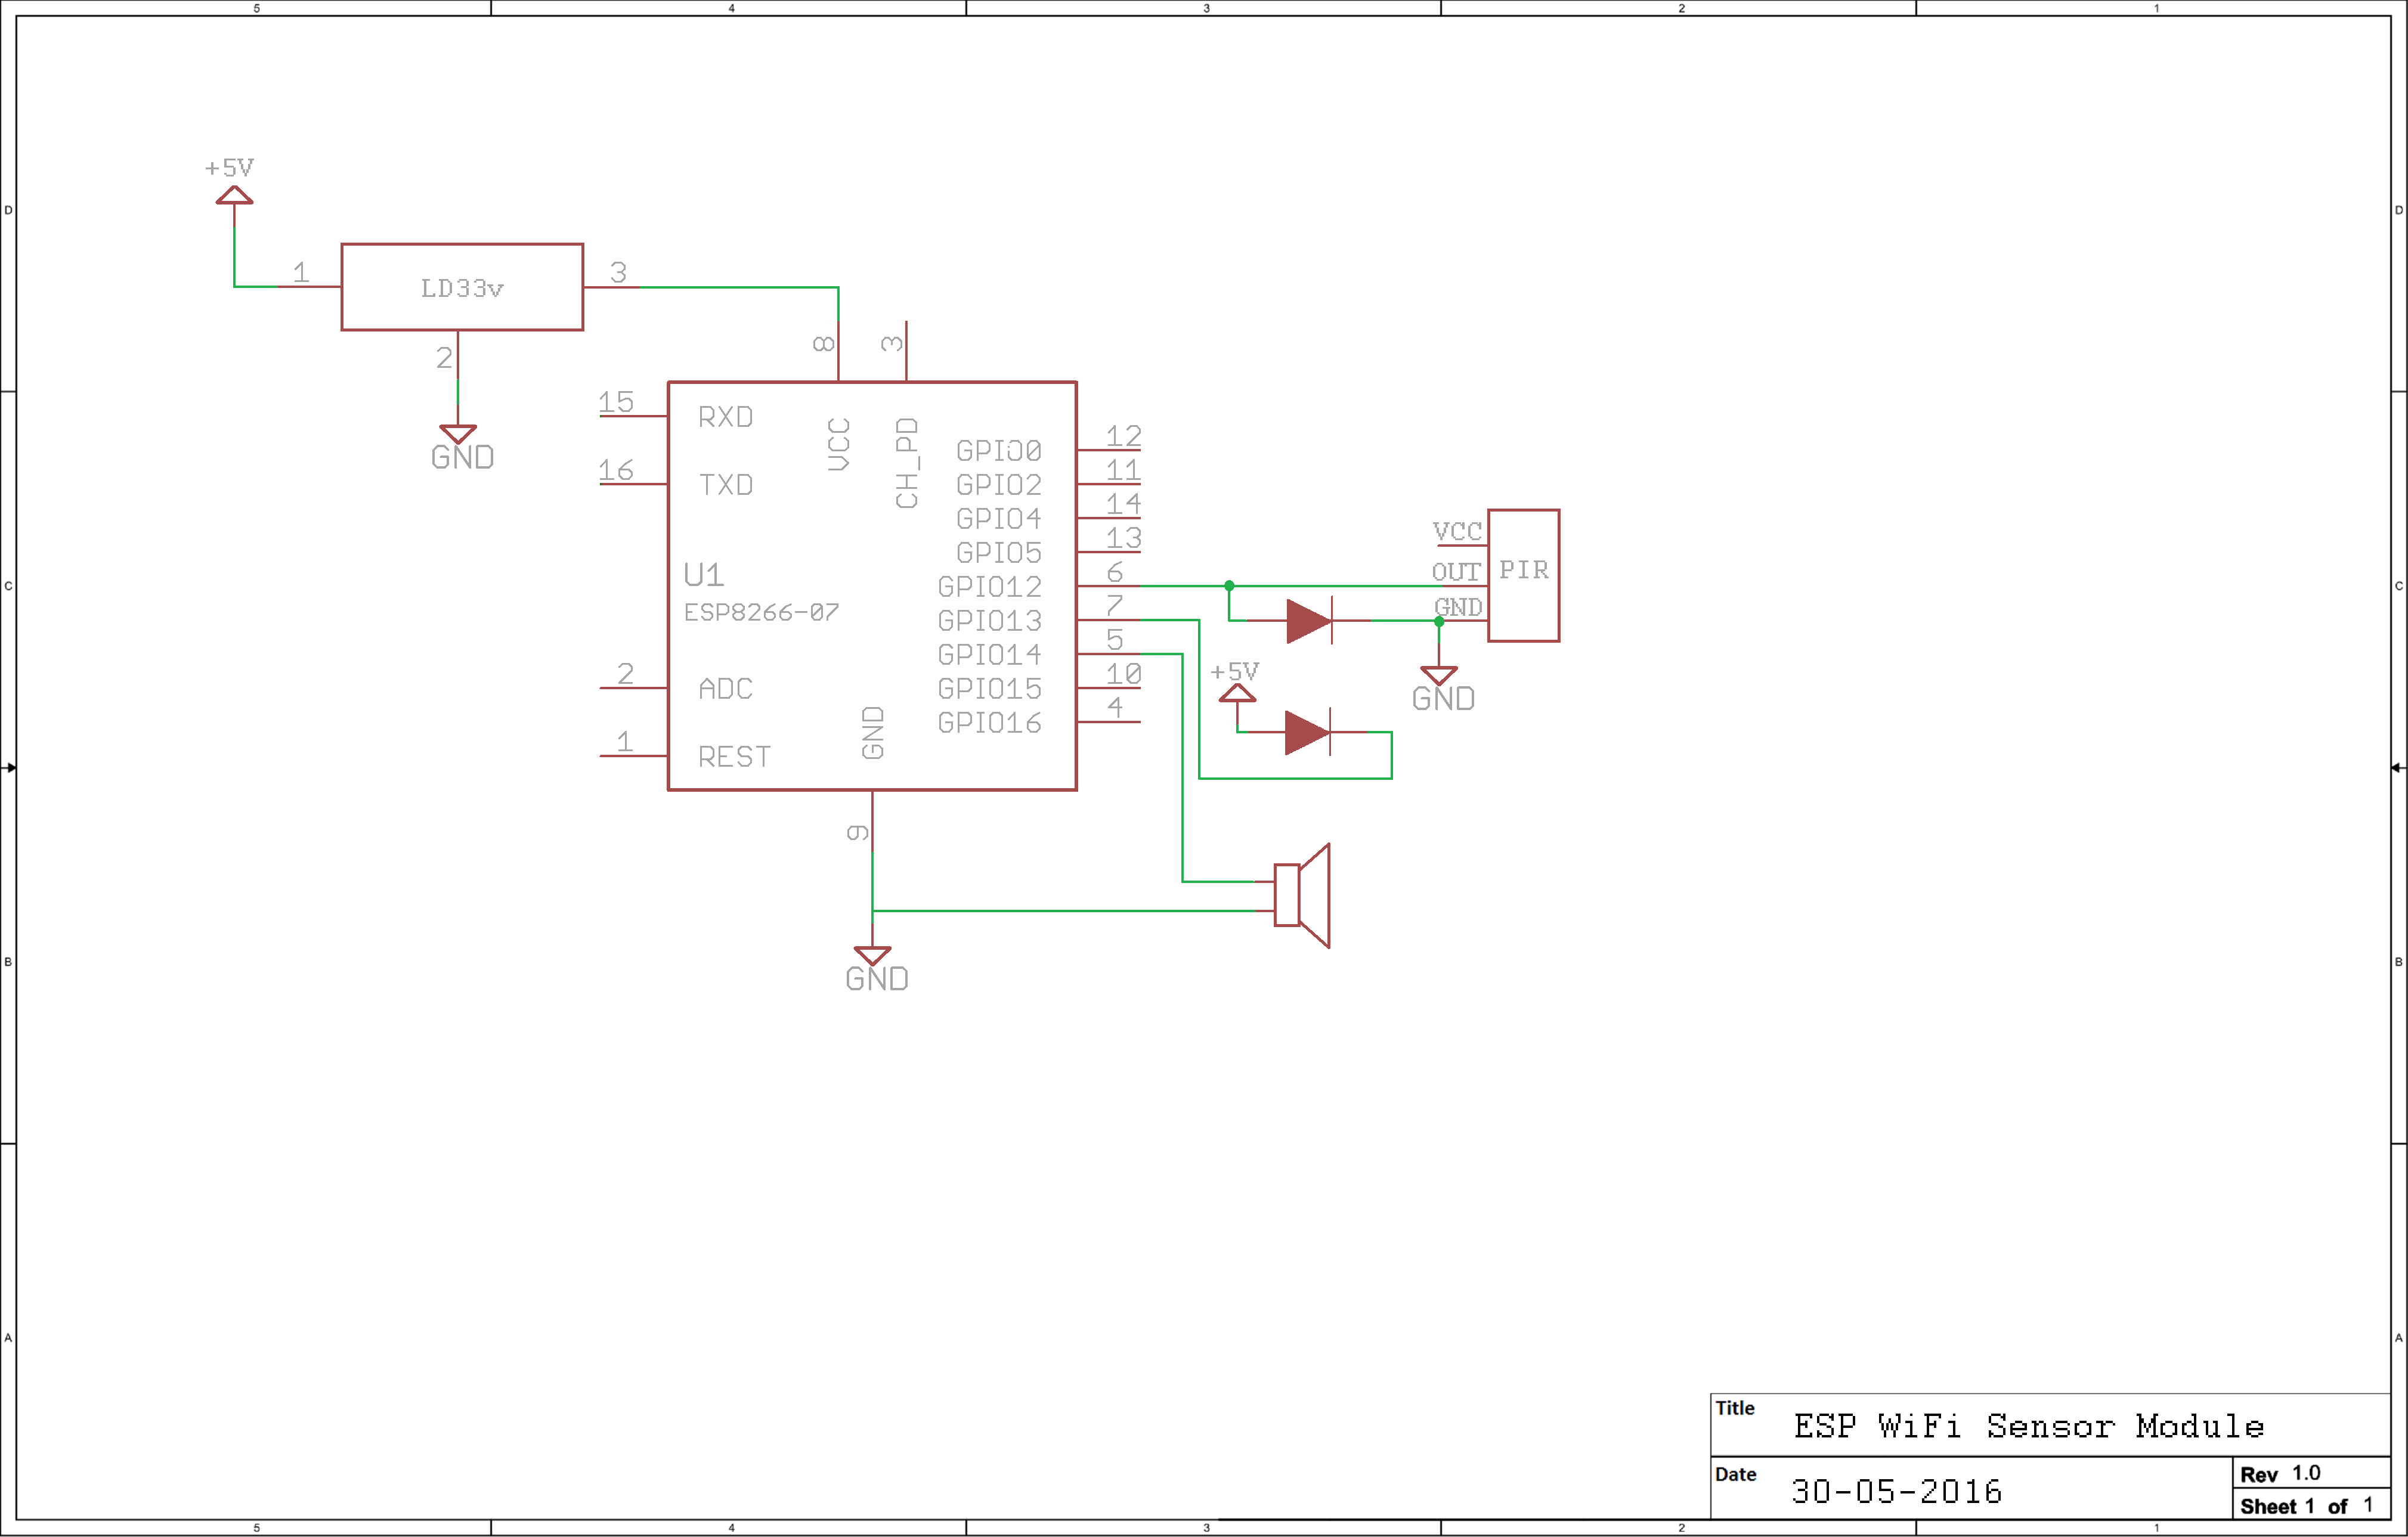 5 4 3 2 1
D D
C C
B B
A A
+5V
1 LD33v 3
2
GND
8 3
15 RXD
16 TXD
VCC
CH_PD
GPIO0 12
GPIO2 11
GPIO4 14
GPIO5 13
GPIO12 6
GPIO13 7
GPIO14 5
GPIO15 10
GPIO16 4
U1
ESP8266-07
2 ADC
1 REST
GND
9
GND
VCC
OUT PIR
GND
GND
+5V
Title ESP WiFi Sensor Module
Date 30-05-2016
Rev 1.0
Sheet 1 of 1
5 4 3 2 1